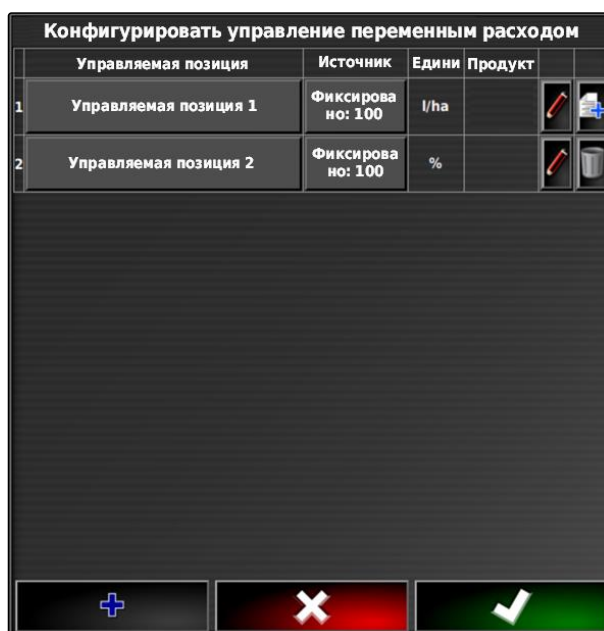 Конфигурировать управление переменным расходом
Управляемая позиция Источник Едини Продукт
1 Управляемая позиция 1 Фиксирова но: 100 l/ha
2 Управляемая позиция 2 Фиксирова но: 100 %